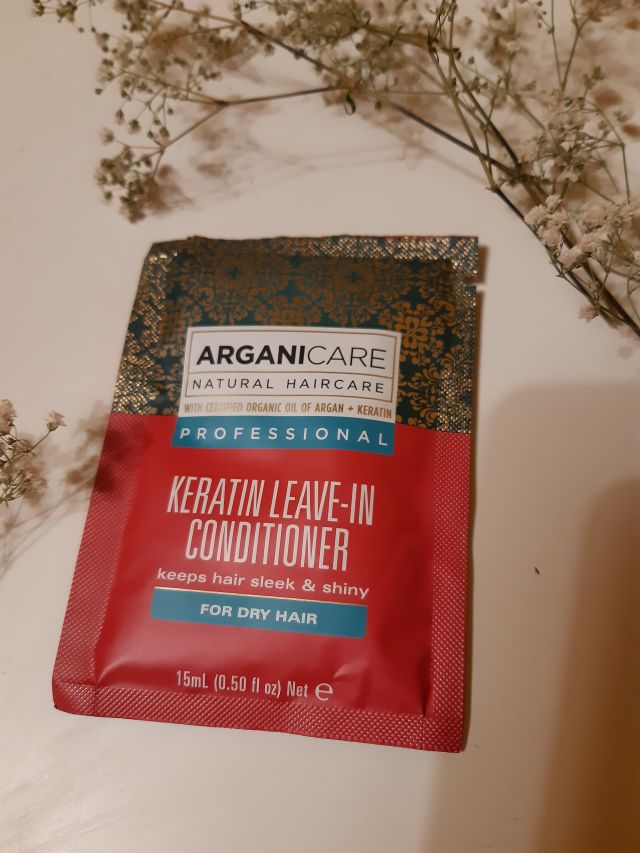 ARGANICARE
NATURAL HAIRCARE
WITH CERTIFIED ORGANIC OIL OF ARGAN + KERATIN
PROFESSIONAL
KERATIN LEAVE-IN
CONDITIONER
keeps hair sleek & shiny
FOR DRY HAIR
15mL (0.50 fl oz) Net ℮